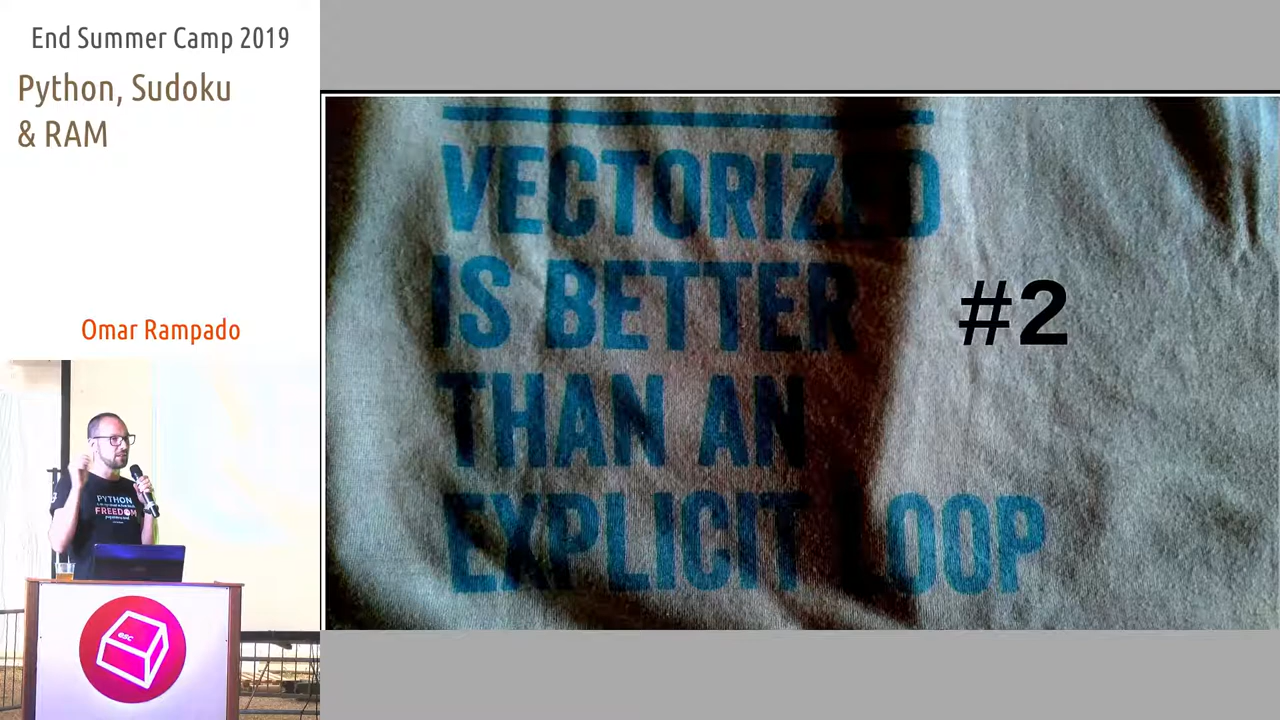 End Summer Camp 2019
Python, Sudoku
& RAM
Omar Rampado
VECTORIZED
IS BETTER
THAN AN
EXPLICIT LOOP
#2
PYTHON
FREEDOM
esc